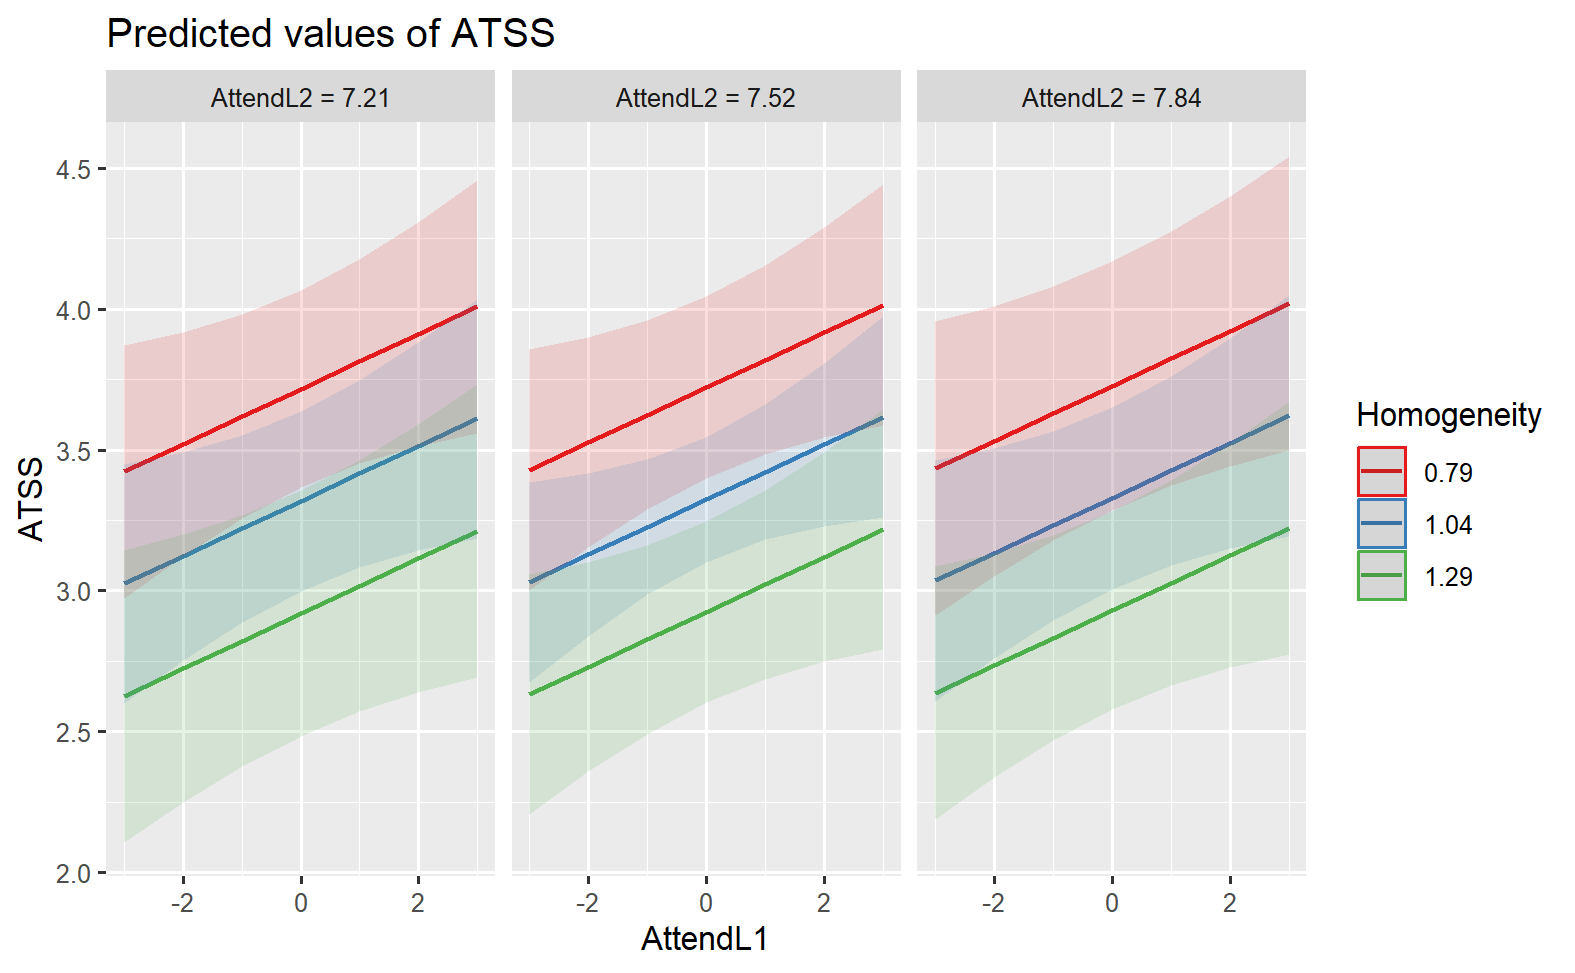 Predicted values of ATSS
AttendL2 = 7.21
AttendL2 = 7.52
AttendL2 = 7.84
ATSS
4.5
4.0
3.5
3.0
2.5
2.0
-2 0 2
-2 0 2
-2 0 2
AttendL1
Homogeneity
0.79
1.04
1.29